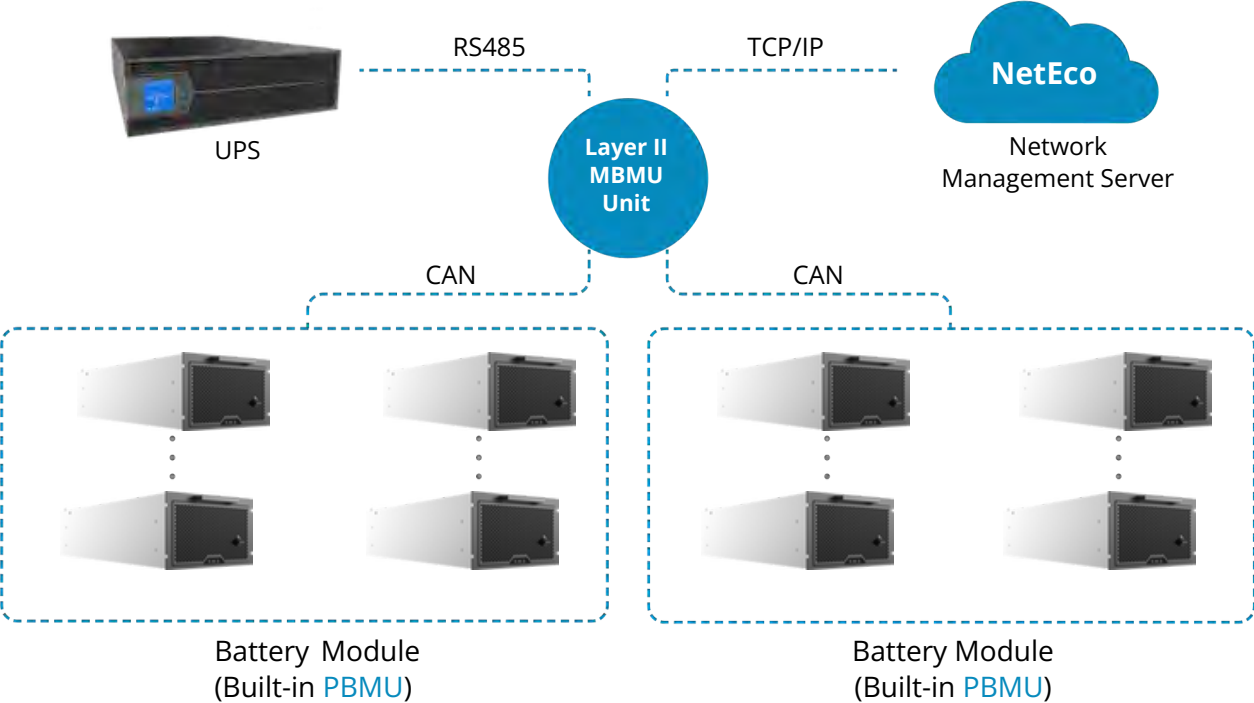 RS485
TCP/IP
NetEco
UPS
Network
Management Server
Layer II
MBMU
Unit
CAN
CAN
Battery Module
(Built-in PBMU)
Battery Module
(Built-in PBMU)